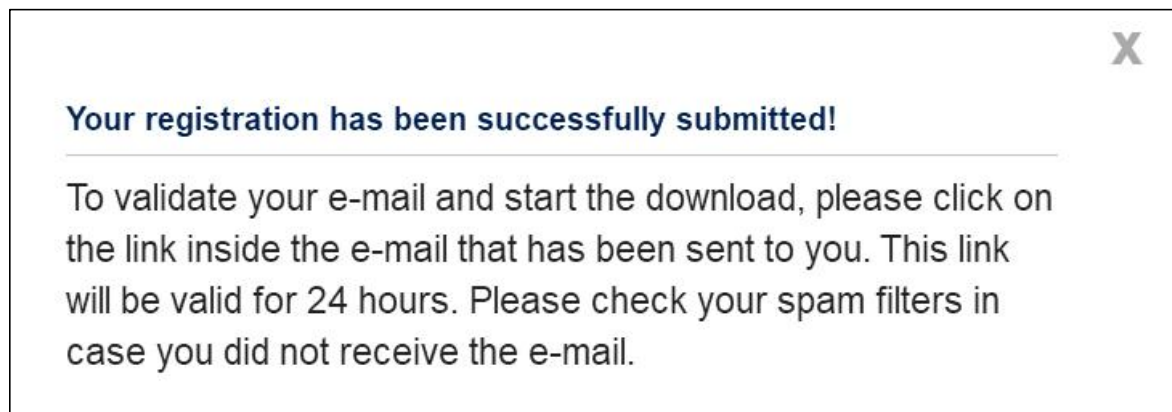 X
Your registration has been successfully submitted!
To validate your e-mail and start the download, please click on
the link inside the e-mail that has been sent to you. This link
will be valid for 24 hours. Please check your spam filters in
case you did not receive the e-mail.